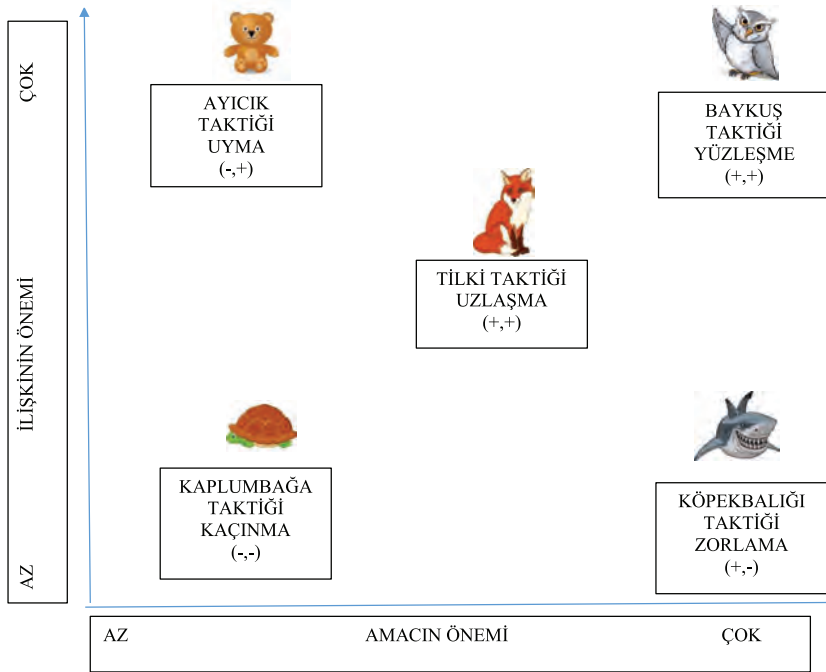 ÇOK
İLİŞKİNİN ÖNEMİ
AZ
AYICIK
TAKTİĞİ
UYMA
(-,+)
BAYKUŞ
TAKTİĞİ
YÜZLEŞME
(+,+)
TİLKİ TAKTİĞİ
UZLAŞMA
(+,+)
KAPLUMBAĞA
TAKTİĞİ
KAÇINMA
(-,-)
KÖPEKBALIĞI
TAKTİĞİ
ZORLAMA
(+,-)
AZ AMACIN ÖNEMİ ÇOK